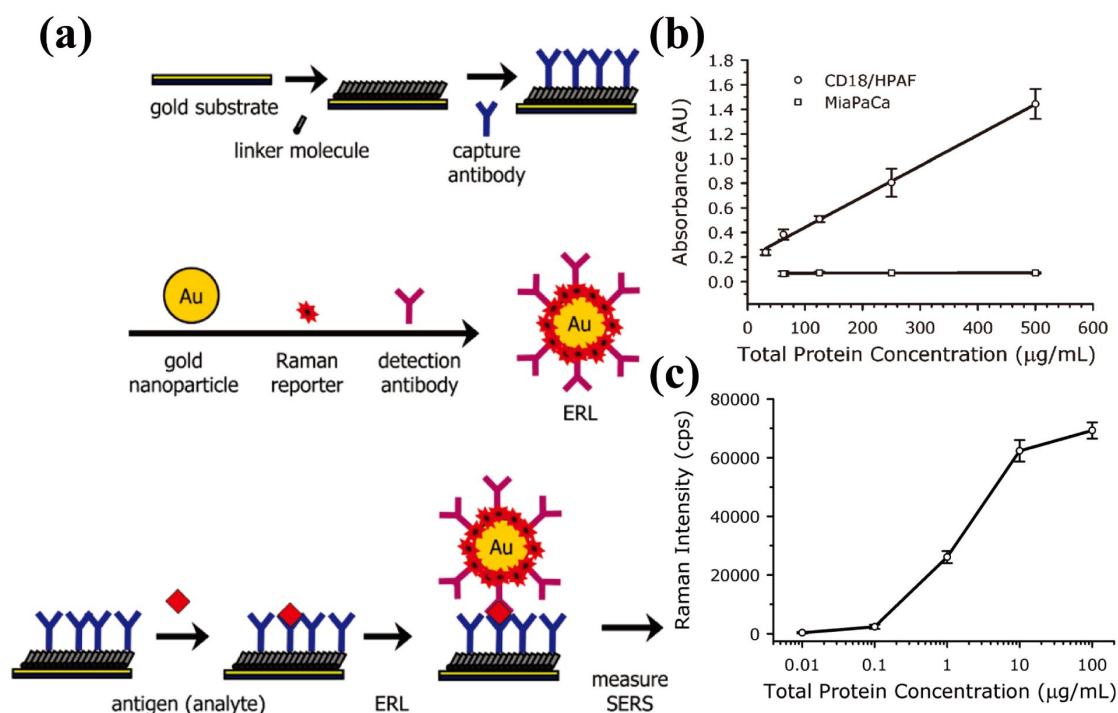 (a)
gold substrate
linker molecule
capture
antibody
Au
gold
nanoparticle
Raman
reporter
detection
antibody
Au
ERL
Au
antigen (analyte)
ERL
measure
SERS
(b)
Absorbance (AU)
1.8
1.6
1.4
1.2
1.0
0.8
0.6
0.4
0.2
0.0
CD18/HPAF
MiaPaCa
0 100 200 300 400 500 600
Total Protein Concentration (μg/mL)
(c)
Raman Intensity (cps)
80000
60000
40000
20000
0
0.01 0.1 1 10 100
Total Protein Concentration (μg/mL)